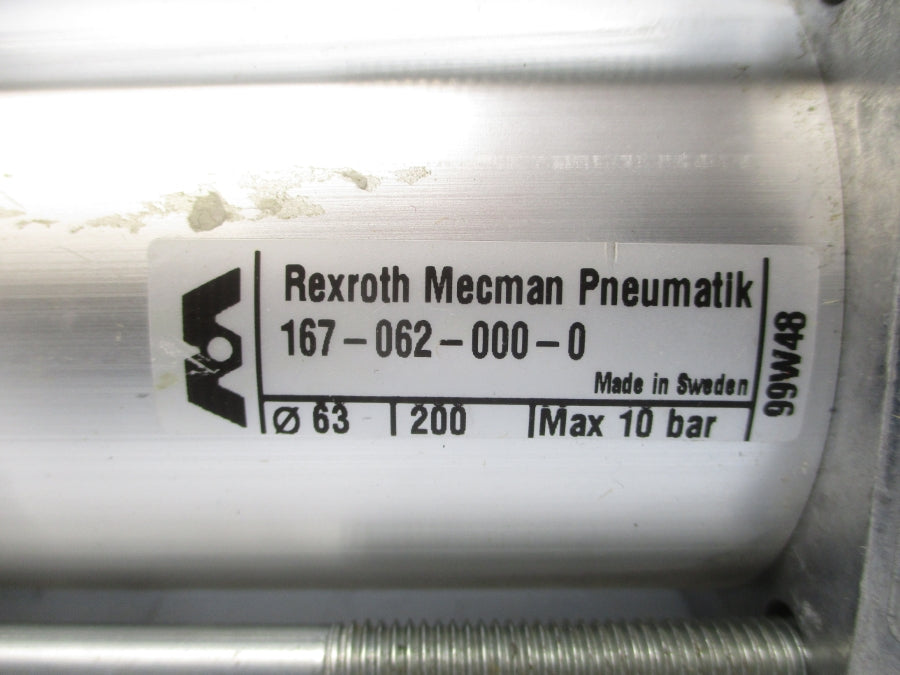 Rexroth Mecman Pneumatik
167-062-000-0
Made in Sweden
Ø 63 | 200 | Max 10 bar
99W48